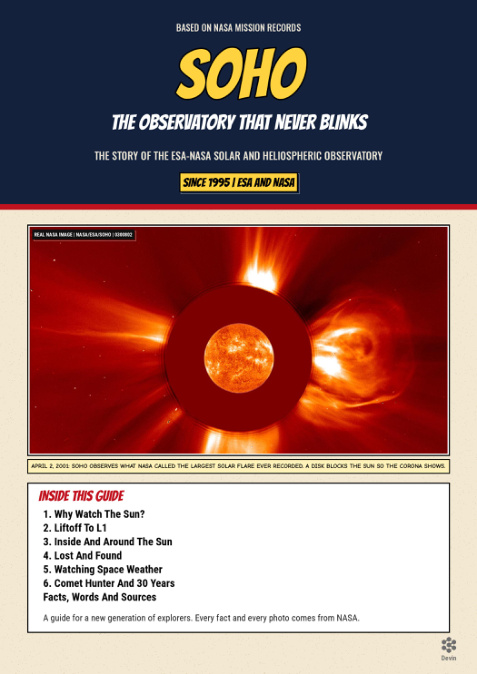 BASED ON NASA MISSION RECORDS
SOHO
THE OBSERVATORY THAT NEVER BLINKS
THE STORY OF THE ESA-NASA SOLAR AND HELIOSPHERIC OBSERVATORY
SINCE 1995 | ESA AND NASA
REAL NASA IMAGE | NASA/ESA/SOHO | 0300002
APRIL 2, 2001: SOHO OBSERVES WHAT NASA CALLED THE LARGEST SOLAR FLARE EVER RECORDED. A DISK BLOCKS THE SUN SO THE CORONA SHOWS.
INSIDE THIS GUIDE
1. Why Watch The Sun?
2. Liftoff To L1
3. Inside And Around The Sun
4. Lost And Found
5. Watching Space Weather
6. Comet Hunter And 30 Years
Facts, Words And Sources
A guide for a new generation of explorers. Every fact and every photo comes from NASA.
Devin